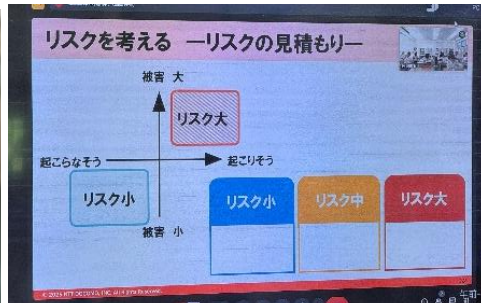 リスクを考える ―リスクの見積もり―
被害 大
リスク大
起こらなそう
起こりそう
リスク小
被害 小
リスク小
リスク中
リスク大
午前